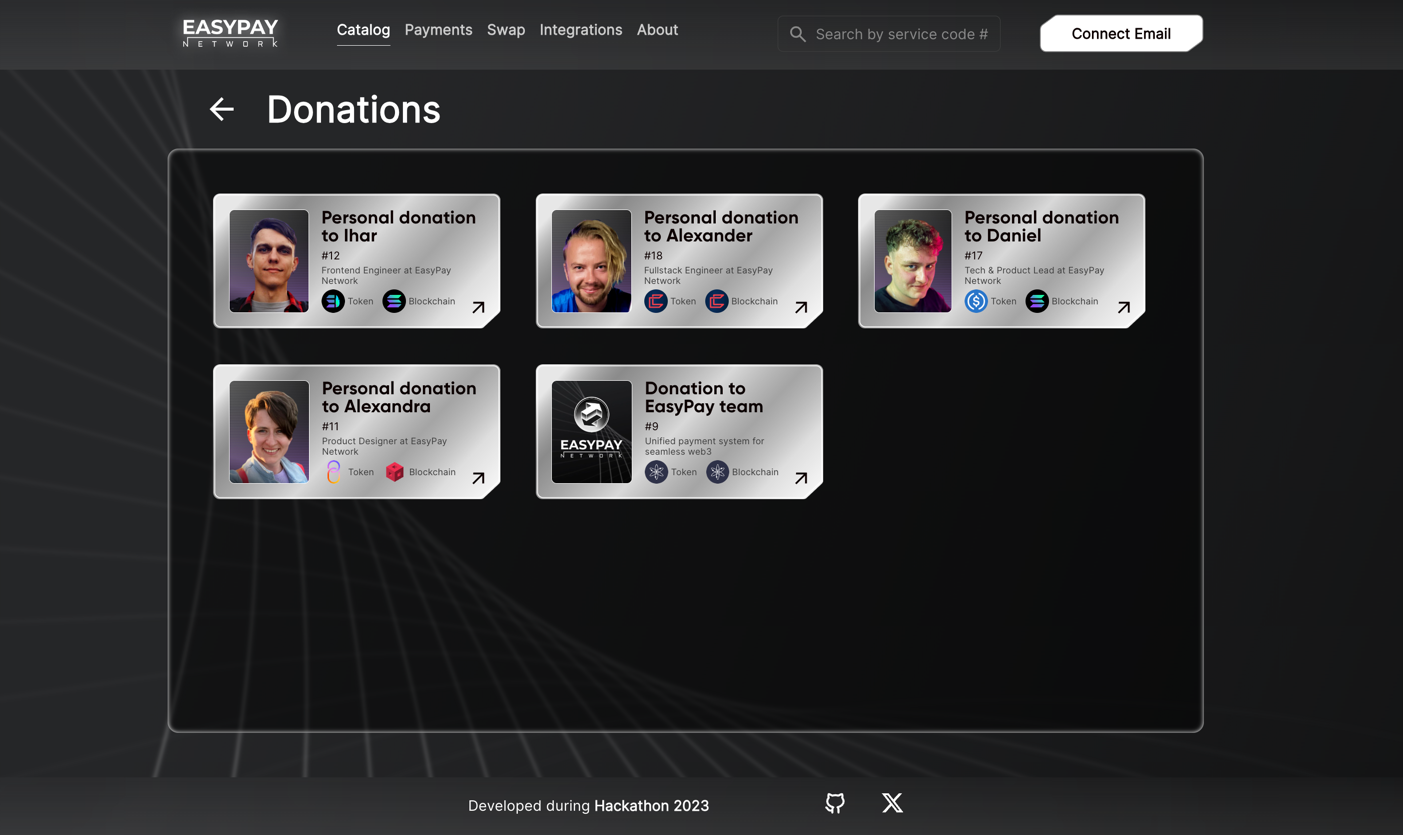 EASYPAY
NETWORK
Catalog Payments Swap Integrations About
Search by service code #
Connect Email
Donations
Personal donation
to Ihar
#12
Frontend Engineer at EasyPay
Network
Token Blockchain
Personal donation
to Alexander
#18
Fullstack Engineer at EasyPay
Network
Token Blockchain
Personal donation
to Daniel
#17
Tech & Product Lead at EasyPay
Network
Token Blockchain
Personal donation
to Alexandra
#11
Product Designer at EasyPay
Network
Token Blockchain
EASYPAY
NETWORK
Donation to
EasyPay team
#9
Unified payment system for
seamless web3
Token Blockchain
Developed during Hackathon 2023